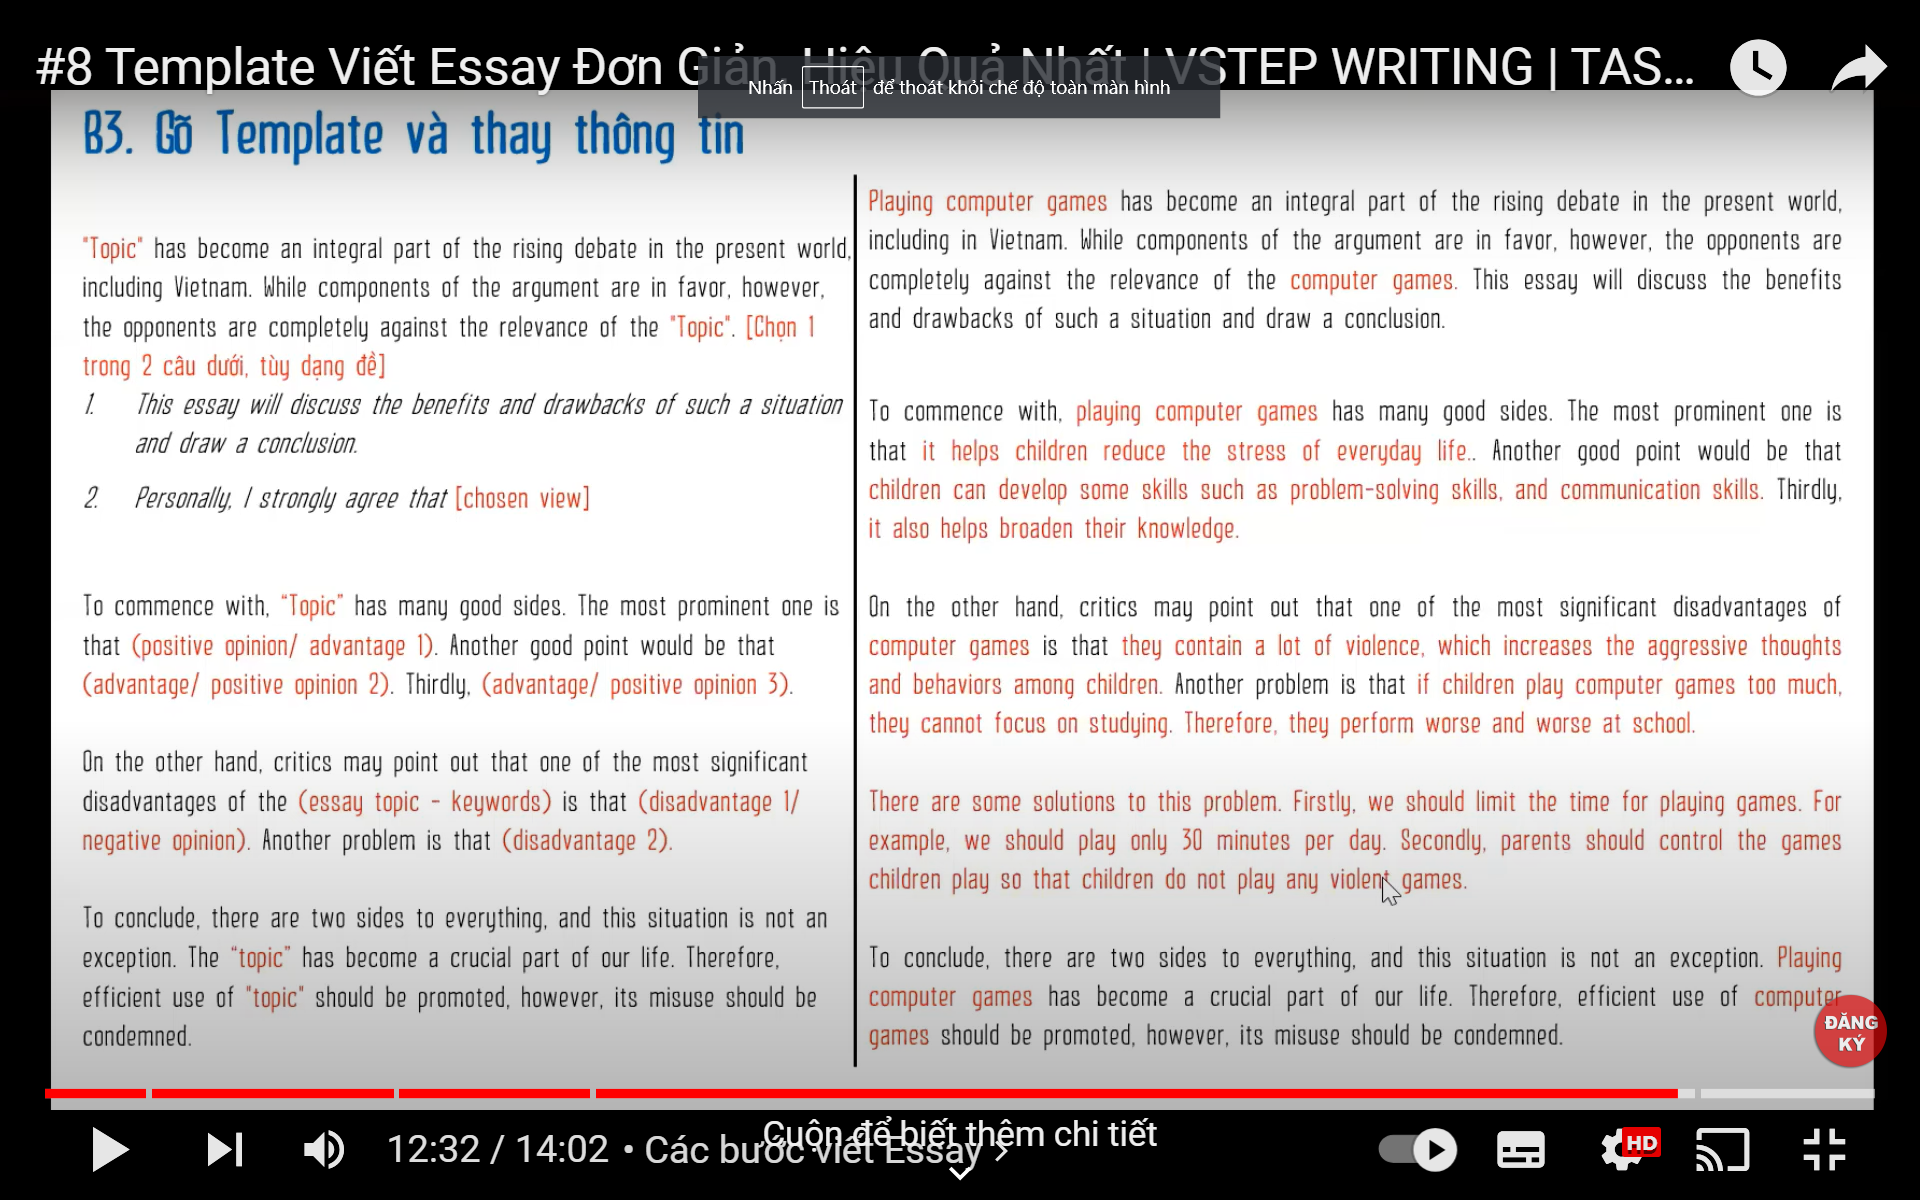 #8 Template Viết Essay Đơn Giản, Hiệu Quả Nhất | VSTEP WRITING | TAS...
Nhấn Thoát để thoát khỏi chế độ toàn màn hình
B3. Gõ Template và thay thông tin
"Topic" has become an integral part of the rising debate in the present world,
including Vietnam. While components of the argument are in favor, however,
the opponents are completely against the relevance of the "Topic". [Chọn 1
trong 2 câu dưới, tùy dạng đề]
1. This essay will discuss the benefits and drawbacks of such a situation
and draw a conclusion.
2. Personally, I strongly agree that [chosen view]
To commence with, “Topic” has many good sides. The most prominent one is
that (positive opinion/ advantage 1). Another good point would be that
(advantage/ positive opinion 2). Thirdly, (advantage/ positive opinion 3).
On the other hand, critics may point out that one of the most significant
disadvantages of the (essay topic - keywords) is that (disadvantage 1/
negative opinion). Another problem is that (disadvantage 2).
To conclude, there are two sides to everything, and this situation is not an
exception. The “topic” has become a crucial part of our life. Therefore,
efficient use of "topic" should be promoted, however, its misuse should be
condemned.
Playing computer games has become an integral part of the rising debate in the present world,
including in Vietnam. While components of the argument are in favor, however, the opponents are
completely against the relevance of the computer games. This essay will discuss the benefits
and drawbacks of such a situation and draw a conclusion.
To commence with, playing computer games has many good sides. The most prominent one is
that it helps children reduce the stress of everyday life.. Another good point would be that
children can develop some skills such as problem-solving skills, and communication skills. Thirdly,
it also helps broaden their knowledge.
On the other hand, critics may point out that one of the most significant disadvantages of
computer games is that they contain a lot of violence, which increases the aggressive thoughts
and behaviors among children. Another problem is that if children play computer games too much,
they cannot focus on studying. Therefore, they perform worse and worse at school.
There are some solutions to this problem. Firstly, we should limit the time for playing games. For
example, we should play only 30 minutes per day. Secondly, parents should control the games
children play so that children do not play any violent games.
To conclude, there are two sides to everything, and this situation is not an exception. Playing
computer games has become a crucial part of our life. Therefore, efficient use of computer
games should be promoted, however, its misuse should be condemned.
ĐĂNG
KÝ
Cuộn để biết thêm chi tiết
12:32 / 14:02 • Các bước viết Essay
HD